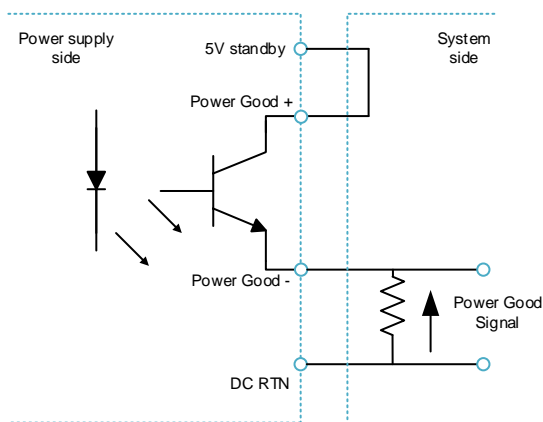 Power supply
side
5V standby
System
side
Power Good +
Power Good -
Power Good
Signal
DC RTN